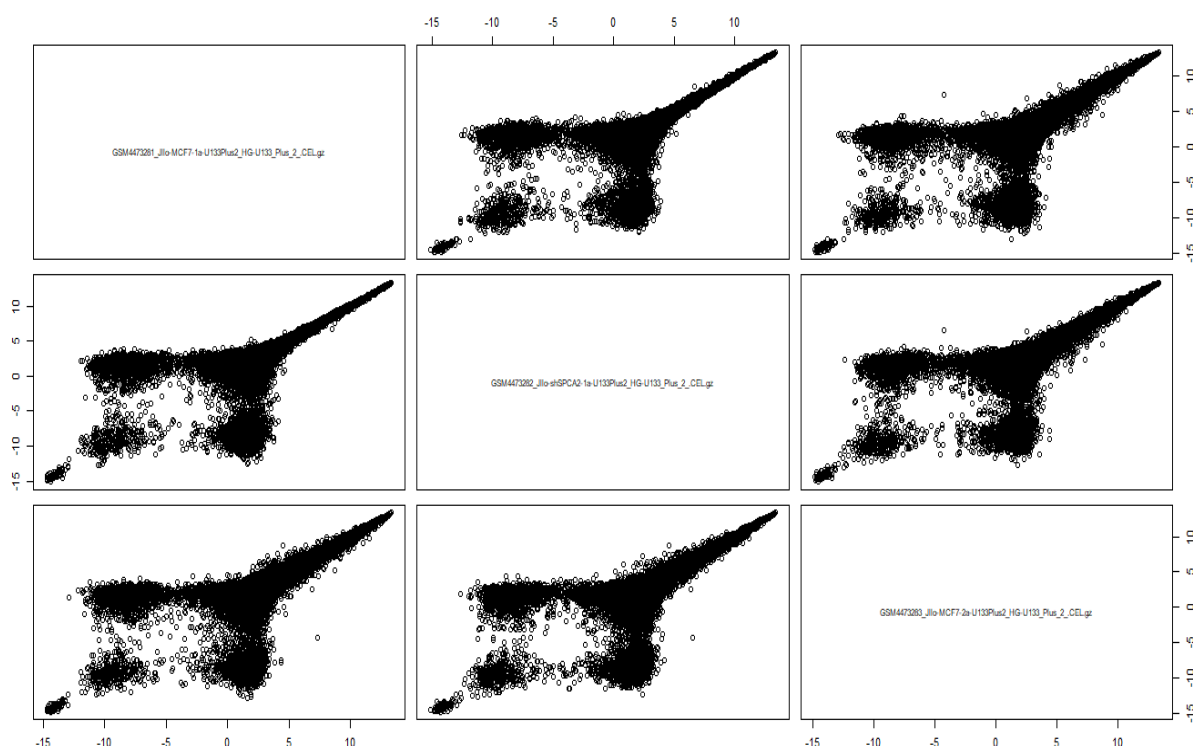 -15 -10 -5 0 5 10
GSM4473281_Jllo-MCF7-1a-U133Plus2_HG-U133_Plus_2_.CEL.gz
-15 -10 -5 0 5 10
-15 -10 -5 0 5 10
GSM4473282_Jllo-shSPCA2-1a-U133Plus2_HG-U133_Plus_2_.CEL.gz
GSM4473283_Jllo-MCF7-2a-U133Plus2_HG-U133_Plus_2_.CEL.gz
-15 -10 -5 0 5 10
-15 -10 -5 0 5 10
-15 -10 -5 0 5 10